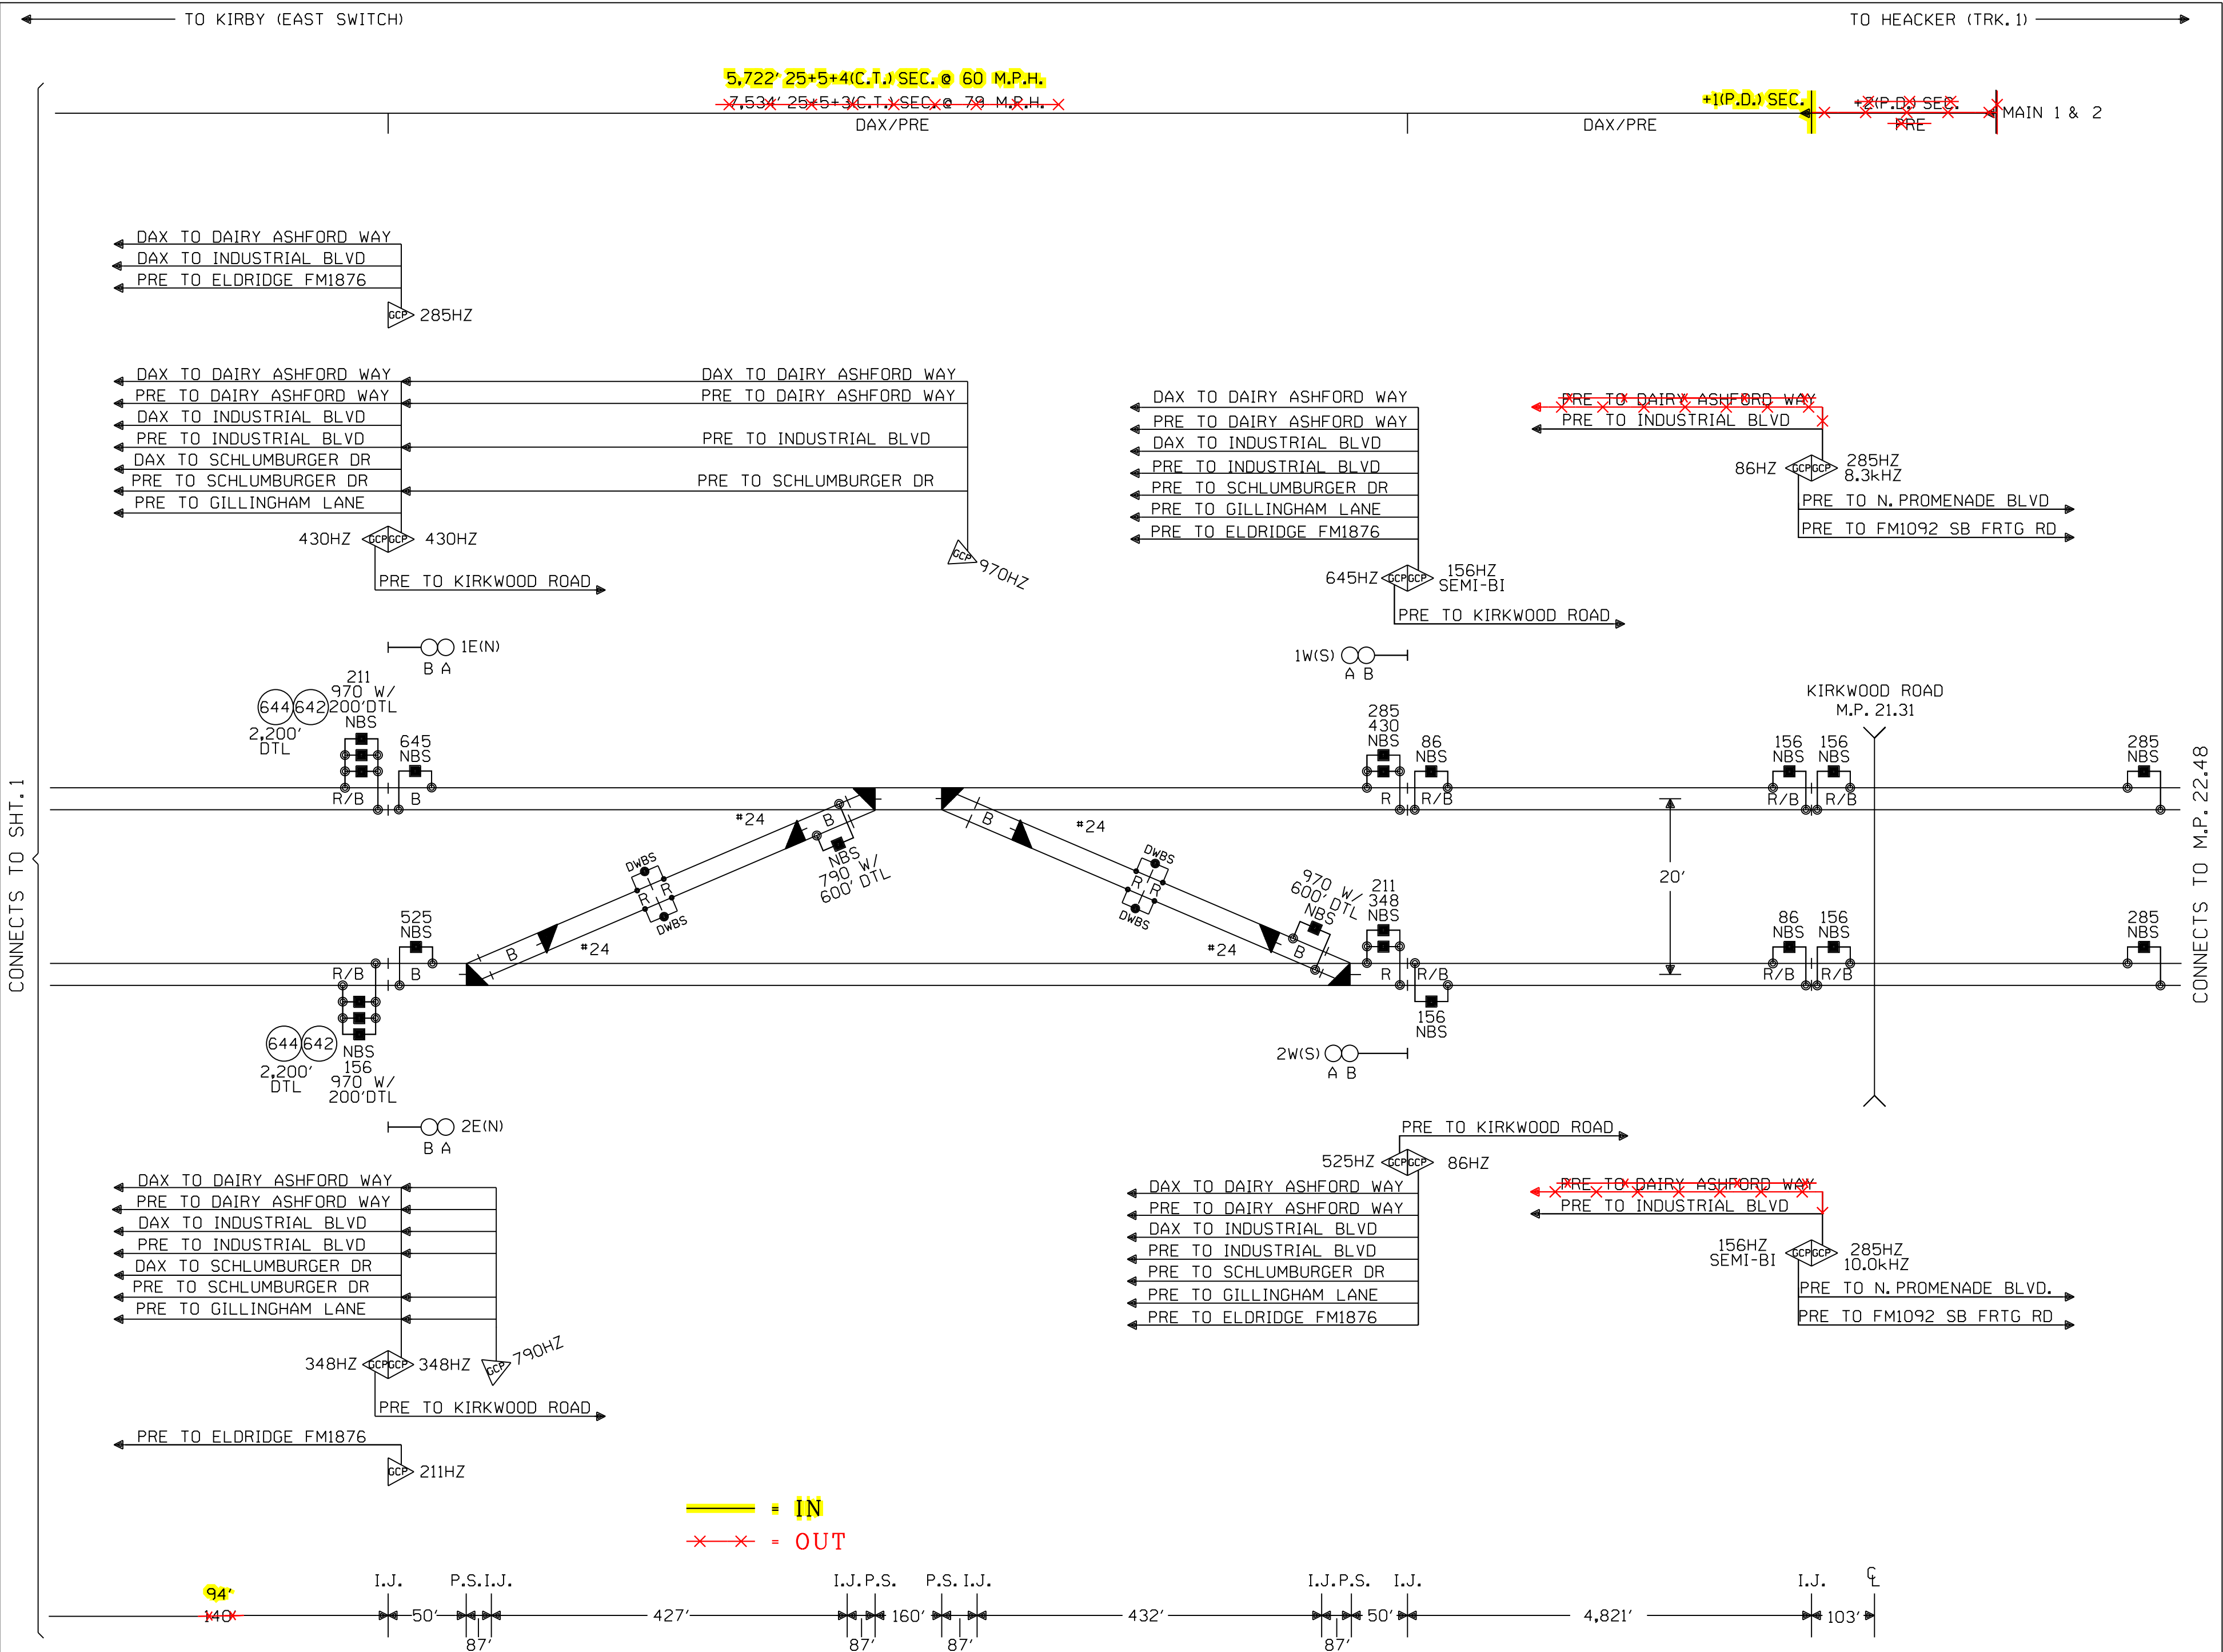 TO KIRBY (EAST SWITCH)
TO HEACKER (TRK. 1)
5,722' 25+5+4(C.T.) SEC. @ 60 M.P.H.
7,534' 25+5+3(C.T.) SEC. @ 79 M.P.H.
+1(P.D.) SEC.
+2(P.D.) SEC.
MAIN 1 & 2
DAX/PRE
DAX/PRE
PRE
DAX TO DAIRY ASHFORD WAY
DAX TO INDUSTRIAL BLVD
PRE TO ELDRIDGE FM1876
GCP 285HZ
DAX TO DAIRY ASHFORD WAY
PRE TO DAIRY ASHFORD WAY
DAX TO INDUSTRIAL BLVD
PRE TO INDUSTRIAL BLVD
DAX TO SCHLUMBURGER DR
PRE TO SCHLUMBURGER DR
PRE TO GILLINGHAM LANE
430HZ GCP GCP 430HZ
PRE TO KIRKWOOD ROAD
DAX TO DAIRY ASHFORD WAY
PRE TO DAIRY ASHFORD WAY
PRE TO INDUSTRIAL BLVD
PRE TO SCHLUMBURGER DR
GCP 970HZ
DAX TO DAIRY ASHFORD WAY
PRE TO DAIRY ASHFORD WAY
DAX TO INDUSTRIAL BLVD
PRE TO INDUSTRIAL BLVD
PRE TO SCHLUMBURGER DR
PRE TO GILLINGHAM LANE
PRE TO ELDRIDGE FM1876
645HZ GCP GCP 156HZ
SEMI-BI
PRE TO KIRKWOOD ROAD
PRE TO DAIRY ASHFORD WAY
PRE TO INDUSTRIAL BLVD
86HZ GCP GCP 285HZ
8.3kHZ
PRE TO N. PROMENADE BLVD
PRE TO FM1092 SB FRTG RD
1E(N)
B A
1W(S)
A B
KIRKWOOD ROAD
M.P. 21.31
644 642
2,200'
DTL
211
970 W/
200'DTL
NBS
645
NBS
R/B
B
285
430
NBS
86
NBS
R
R/B
156
NBS
156
NBS
R/B
R/B
285
NBS
#24
B
NBS
790 W/
600' DTL
DWBS
R
R
DWBS
B
#24
B
#24
DWBS
R
R
DWBS
970 W/
600' DTL
NBS
B
#24
20'
CONNECTS TO SHT. 1
CONNECTS TO M.P. 22.48
525
NBS
R/B
B
644 642
2,200'
DTL
NBS
156
970 W/
200'DTL
211
348
NBS
R
R/B
156
NBS
86
NBS
156
NBS
R/B
R/B
285
NBS
2E(N)
B A
2W(S)
A B
DAX TO DAIRY ASHFORD WAY
PRE TO DAIRY ASHFORD WAY
DAX TO INDUSTRIAL BLVD
PRE TO INDUSTRIAL BLVD
DAX TO SCHLUMBURGER DR
PRE TO SCHLUMBURGER DR
PRE TO GILLINGHAM LANE
348HZ GCP GCP 348HZ
GCP 790HZ
PRE TO KIRKWOOD ROAD
PRE TO ELDRIDGE FM1876
GCP 211HZ
PRE TO KIRKWOOD ROAD
525HZ GCP GCP 86HZ
DAX TO DAIRY ASHFORD WAY
PRE TO DAIRY ASHFORD WAY
DAX TO INDUSTRIAL BLVD
PRE TO INDUSTRIAL BLVD
PRE TO SCHLUMBURGER DR
PRE TO GILLINGHAM LANE
PRE TO ELDRIDGE FM1876
PRE TO DAIRY ASHFORD WAY
PRE TO INDUSTRIAL BLVD
156HZ
SEMI-BI
GCP GCP
285HZ
10.0kHZ
PRE TO N. PROMENADE BLVD.
PRE TO FM1092 SB FRTG RD
= IN
= OUT
I.J. P.S. I.J. I.J. P.S. P.S. I.J. I.J. P.S. I.J. I.J. CL
94'
140'
50' 427' 160' 432' 50' 4,821' 103'
87' 87' 87' 87'